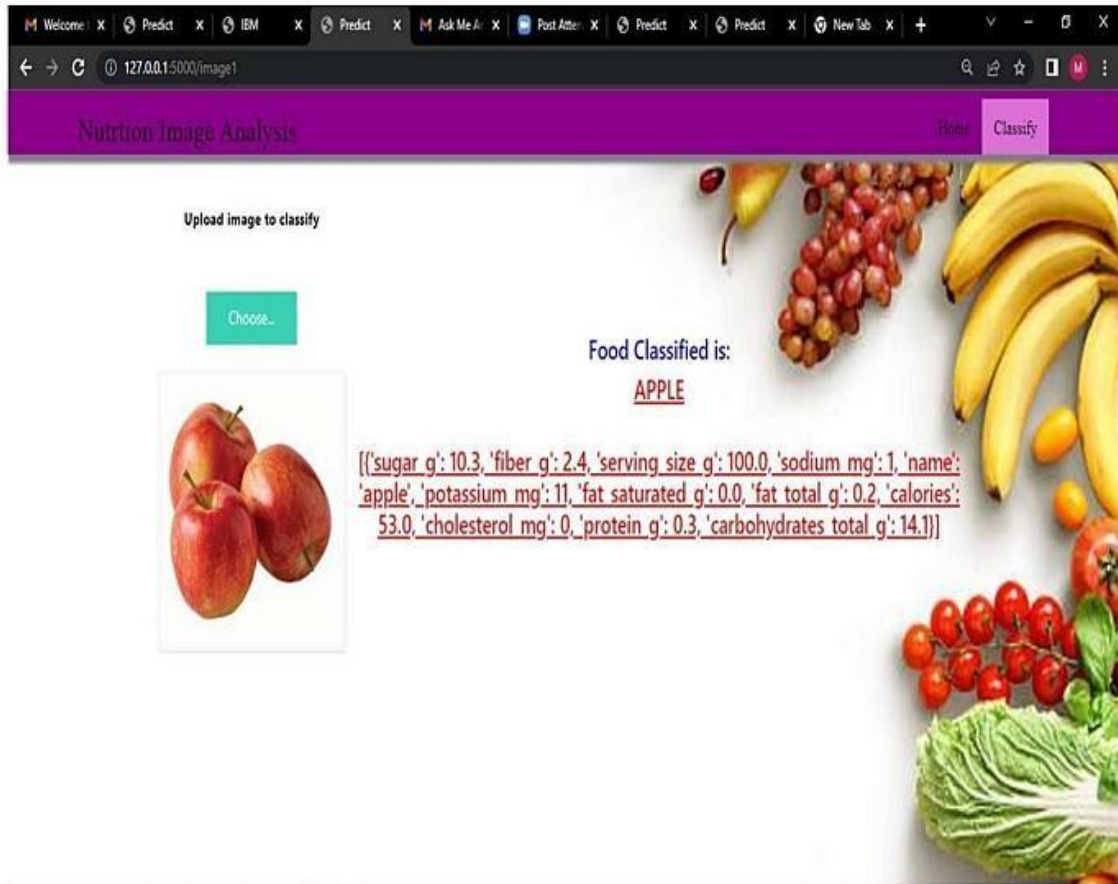 Welcome
Predict
IBM
Predict
Ask Me A
Post Atten
Predict
Predict
New Tab
127.0.0.1:5000/image1
M
Nutrtion Image Analysis
Home
Classify
Upload image to classify
Choose...
Food Classified is:
APPLE
[{'sugar_g': 10.3, 'fiber_g': 2.4, 'serving_size_g': 100.0, 'sodium_mg': 1, 'name':
'apple', 'potassium_mg': 11, 'fat_saturated_g': 0.0, 'fat_total_g': 0.2, 'calories':
53.0, 'cholesterol_mg': 0, 'protein_g': 0.3, 'carbohydrates_total_g': 14.1}]